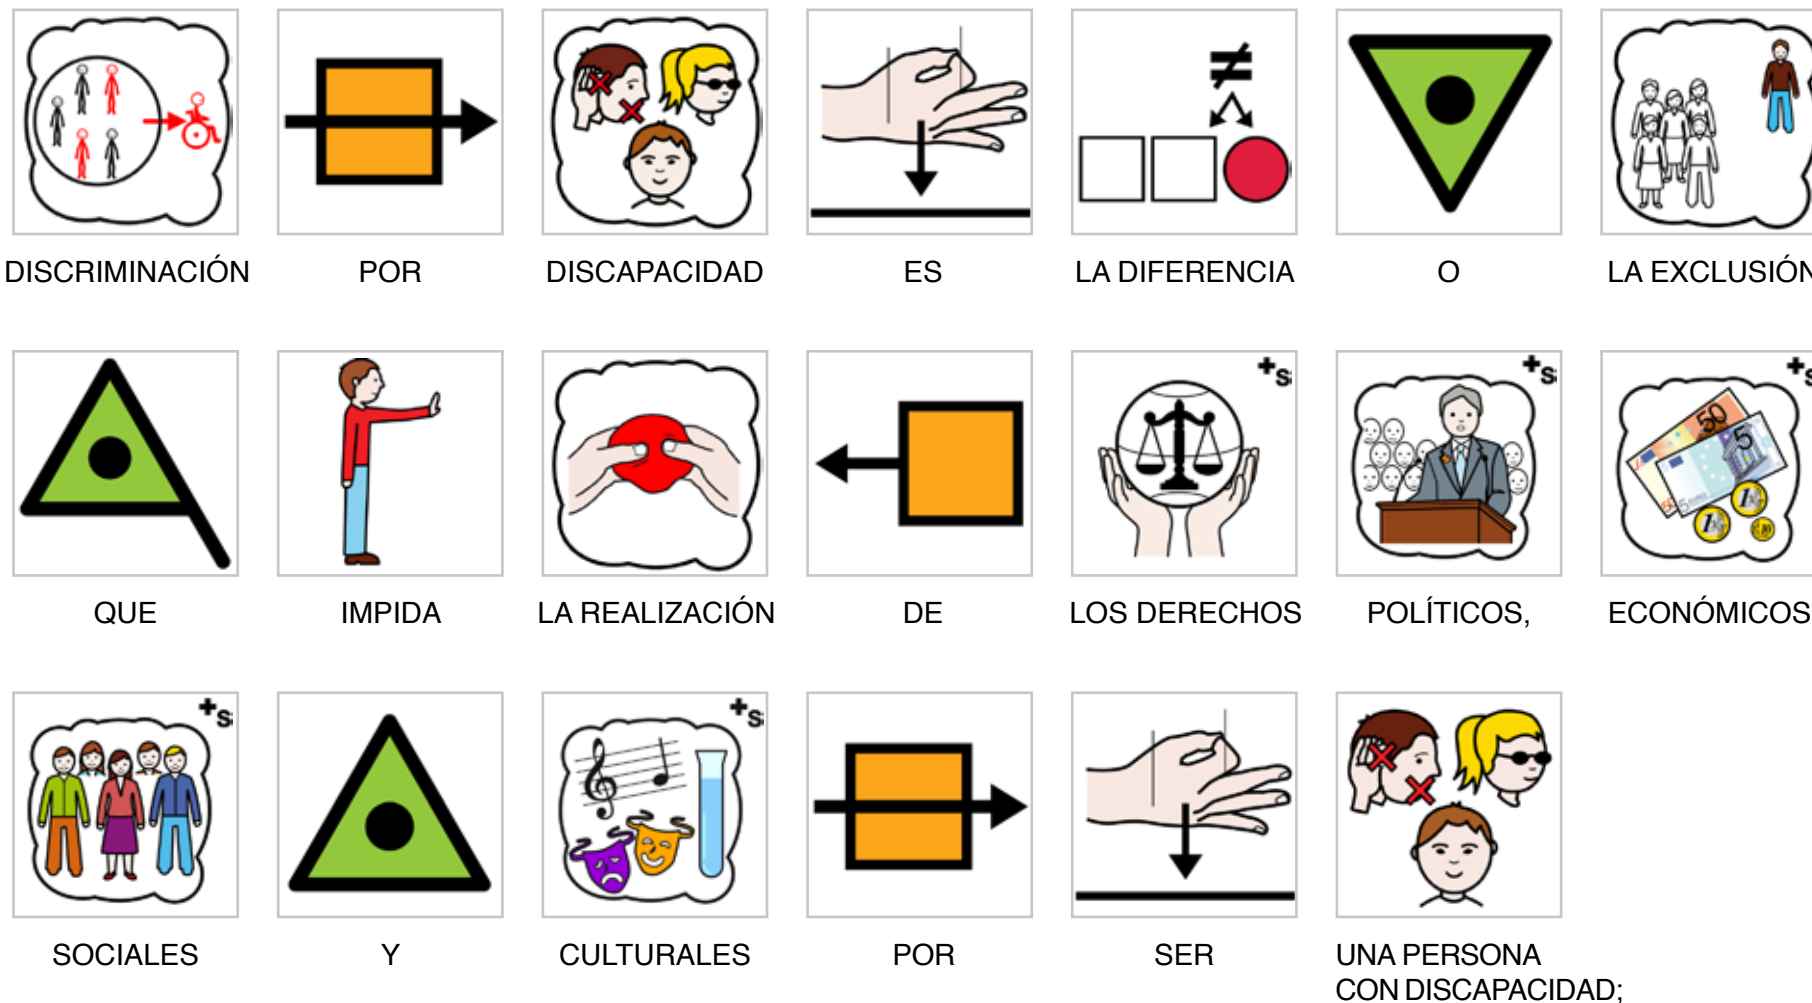 DISCRIMINACIÓN POR DISCAPACIDAD ES LA DIFERENCIA O LA EXCLUSIÓN
QUE IMPIDA LA REALIZACIÓN DE LOS DERECHOS POLÍTICOS, ECONÓMICOS
SOCIALES Y CULTURALES POR SER UNA PERSONA
CON DISCAPACIDAD;